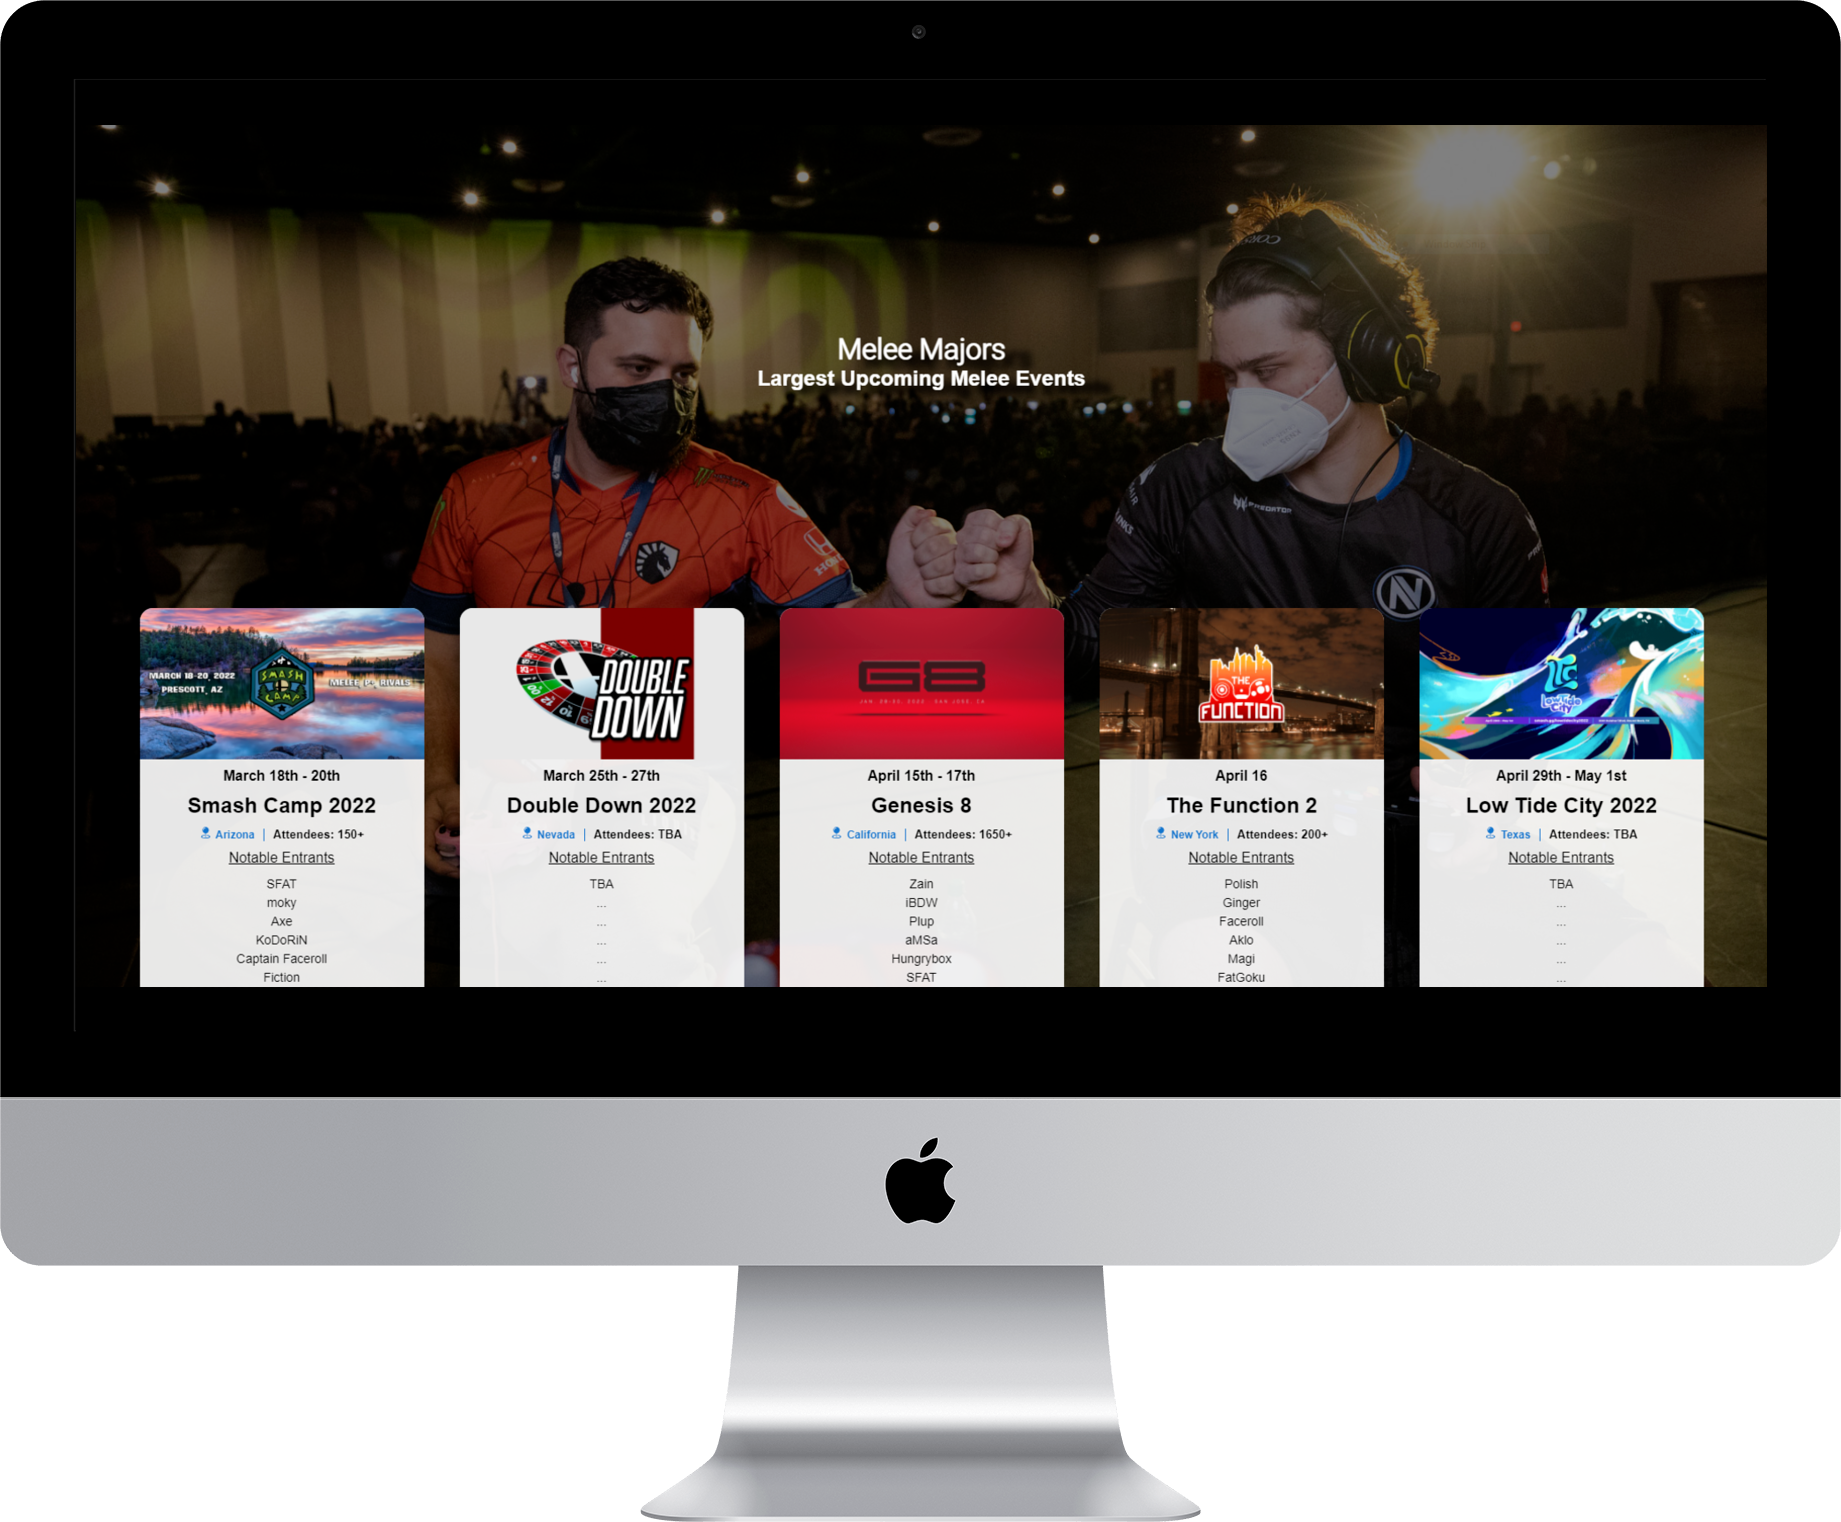 Melee Majors
Largest Upcoming Melee Events
PREDATOR
HONDA
MARCH 18-20, 2022
PRESCOTT, AZ
SMASH
CAMP
MELEE
RIVALS
March 18th - 20th
Smash Camp 2022
Arizona | Attendees: 150+
Notable Entrants
SFAT
moky
Axe
KoDoRiN
Captain Faceroll
Fiction
DOUBLE
DOWN
March 25th - 27th
Double Down 2022
Nevada | Attendees: TBA
Notable Entrants
TBA
...
...
...
...
...
G8
SAN JOSE, CA
April 15th - 17th
Genesis 8
California | Attendees: 1650+
Notable Entrants
Zain
iBDW
Plup
aMSa
Hungrybox
SFAT
THE
FUNCTION
April 16
The Function 2
New York | Attendees: 200+
Notable Entrants
Polish
Ginger
Faceroll
Aklo
Magi
FatGoku
LTC
Low Tide
City
April 29th - May 1st
Low Tide City 2022
Texas | Attendees: TBA
Notable Entrants
TBA
...
...
...
...
...